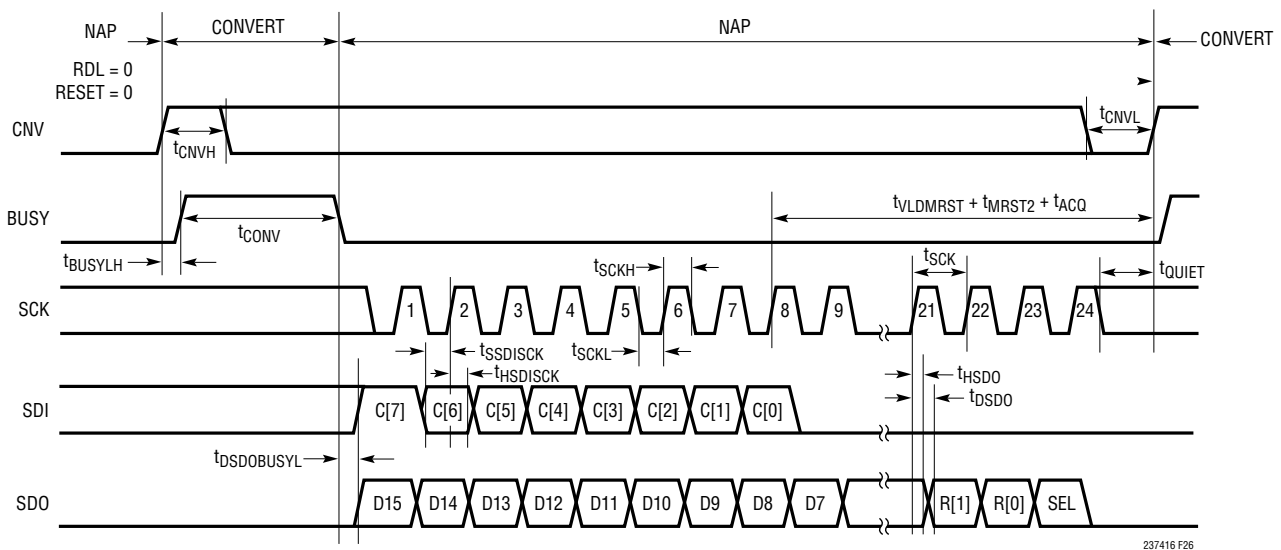 NAP CONVERT NAP CONVERT
RDL = 0
RESET = 0
CNV tCNVH tCNVL
BUSY tCONV tVLDMRST + tMRST2 + tACQ
tBUSYLH tSCKH tSCK tQUIET
SCK 1 2 3 4 5 6 7 8 9 21 22 23 24
tSSDISCK tSCKL
tHSDISCK tHSDO
tDSDO
SDI C[7] C[6] C[5] C[4] C[3] C[2] C[1] C[0]
tDSDOBUSYL
SDO D15 D14 D13 D12 D11 D10 D9 D8 D7 R[1] R[0] SEL
237416 F26